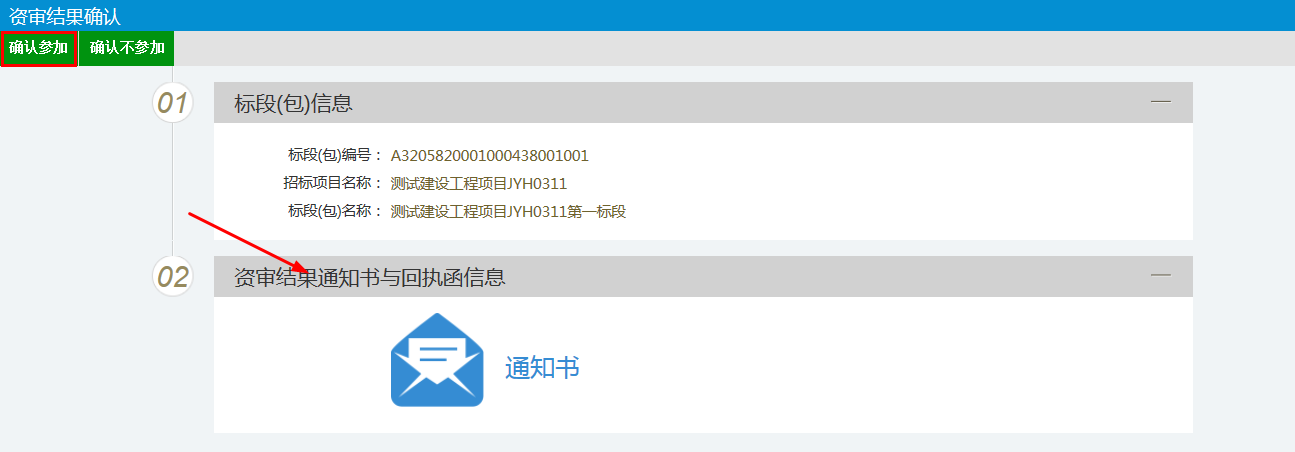 资审结果确认
确认参加 确认不参加
01 标段(包)信息
标段(包)编号： A3205820001000438001001
招标项目名称： 测试建设工程项目JYH0311
标段(包)名称： 测试建设工程项目JYH0311第一标段
02 资审结果通知书与回执函信息
通知书